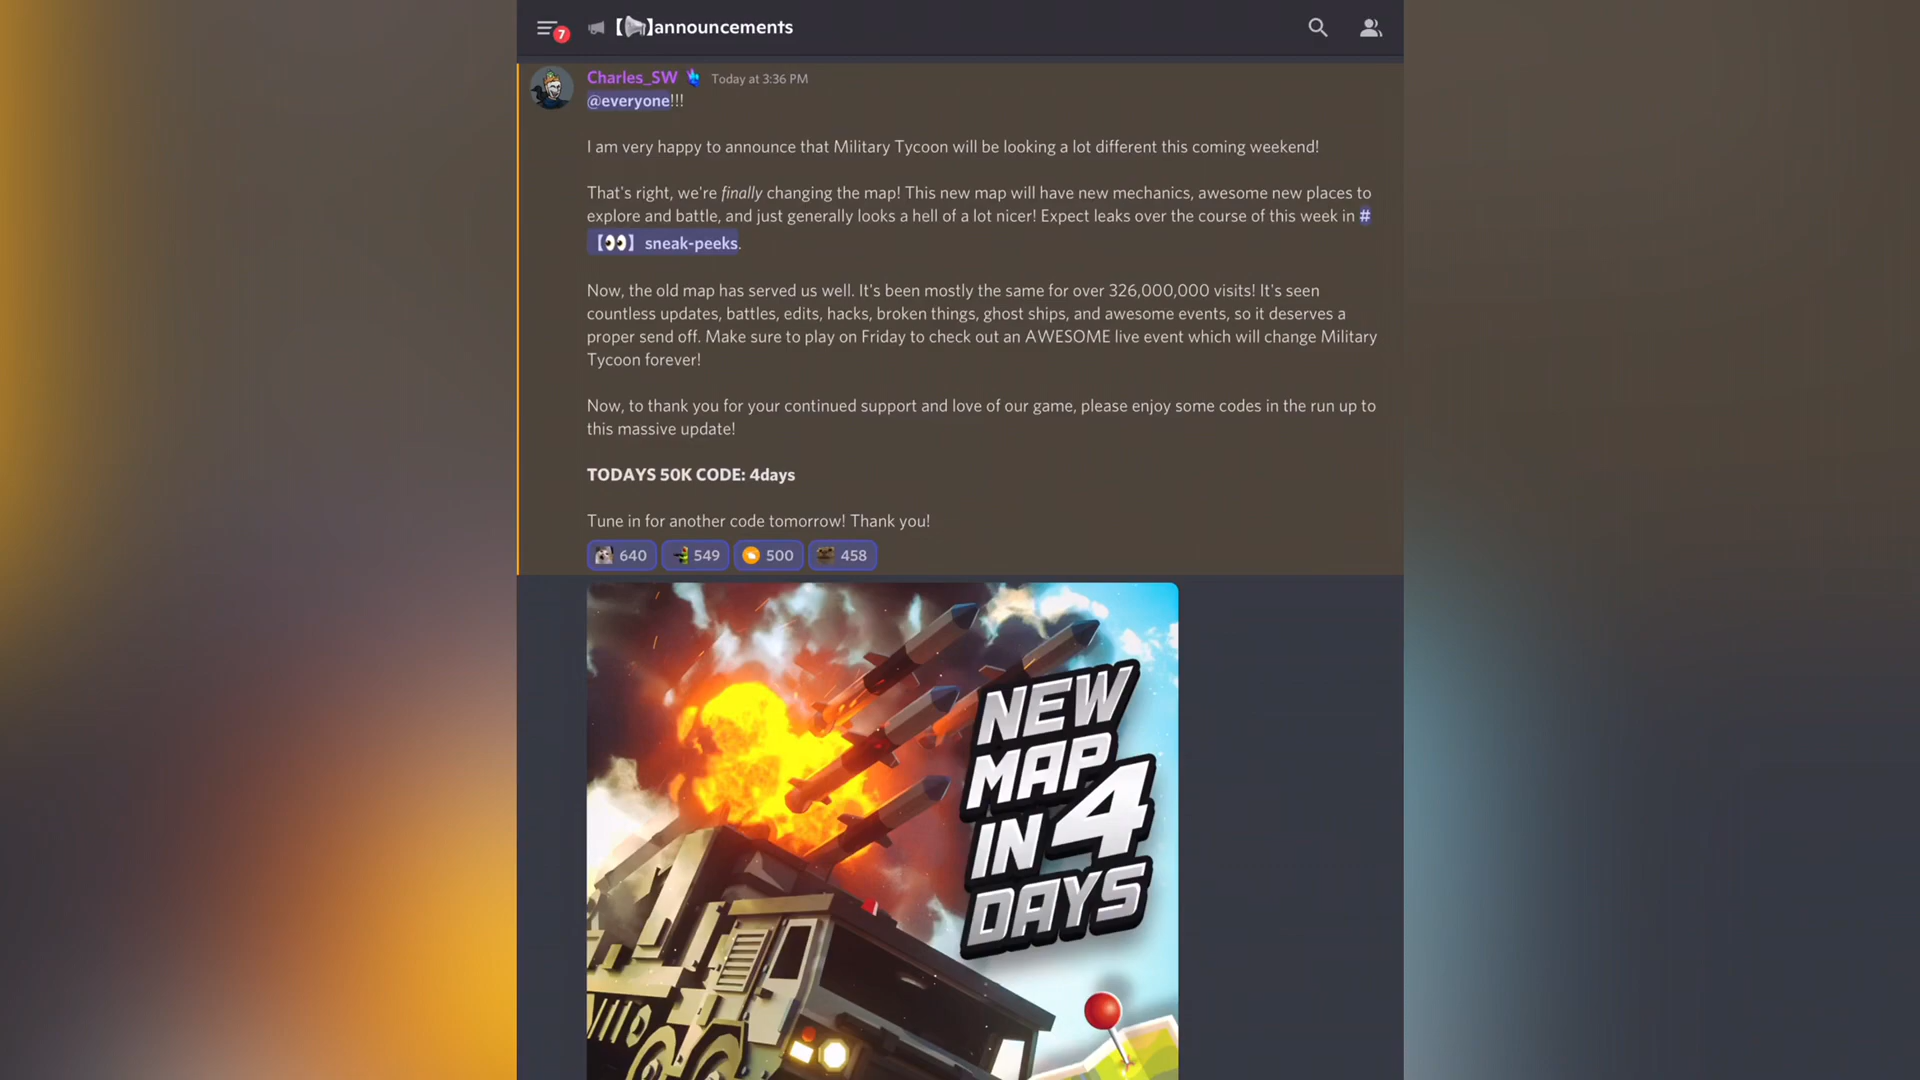 7
【📢】announcements
Charles_SW Today at 3:36 PM
@everyone!!!
I am very happy to announce that Military Tycoon will be looking a lot different this coming weekend!
That's right, we're finally changing the map! This new map will have new mechanics, awesome new places to
explore and battle, and just generally looks a hell of a lot nicer! Expect leaks over the course of this week in #
【👀】 sneak-peeks.
Now, the old map has served us well. It's been mostly the same for over 326,000,000 visits! It's seen
countless updates, battles, edits, hacks, broken things, ghost ships, and awesome events, so it deserves a
proper send off. Make sure to play on Friday to check out an AWESOME live event which will change Military
Tycoon forever!
Now, to thank you for your continued support and love of our game, please enjoy some codes in the run up to
this massive update!
TODAYS 50K CODE: 4days
Tune in for another code tomorrow! Thank you!
640 549 500 458
NEW
MAP
IN 4
DAYS